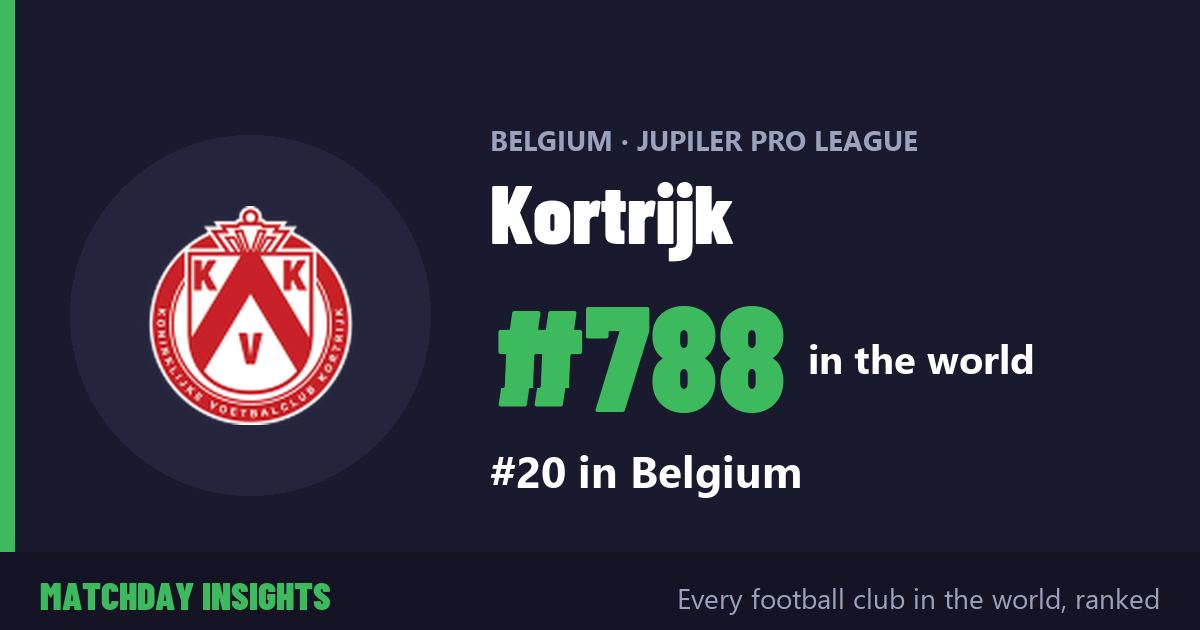 BELGIUM · JUPILER PRO LEAGUE
Kortrijk
K K
V
KONINKLIJKE VOETBALCLUB KORTRIJK
#788 in the world
#20 in Belgium
MATCHDAY INSIGHTS
Every football club in the world, ranked